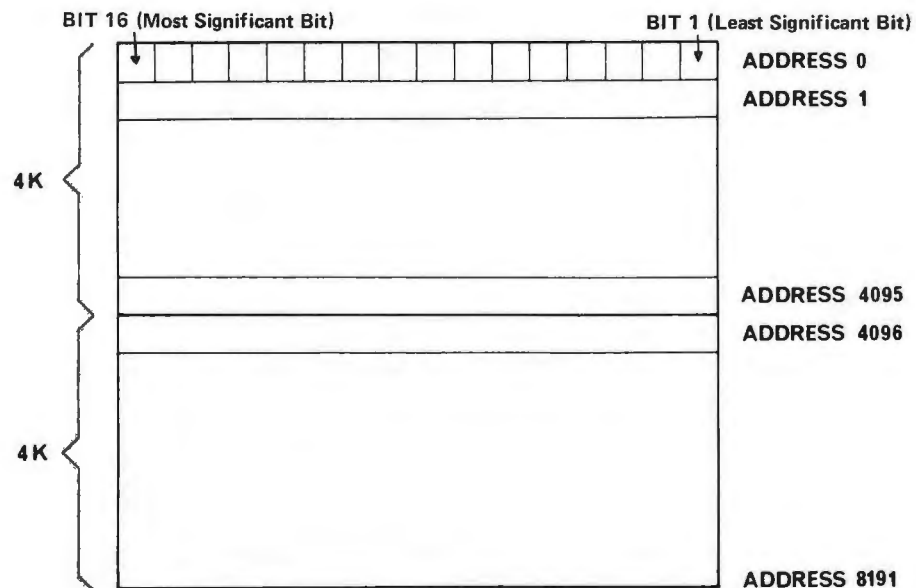 BIT 16 (Most Significant Bit)
BIT 1 (Least Significant Bit)
ADDRESS 0
ADDRESS 1
4K
ADDRESS 4095
ADDRESS 4096
4K
ADDRESS 8191